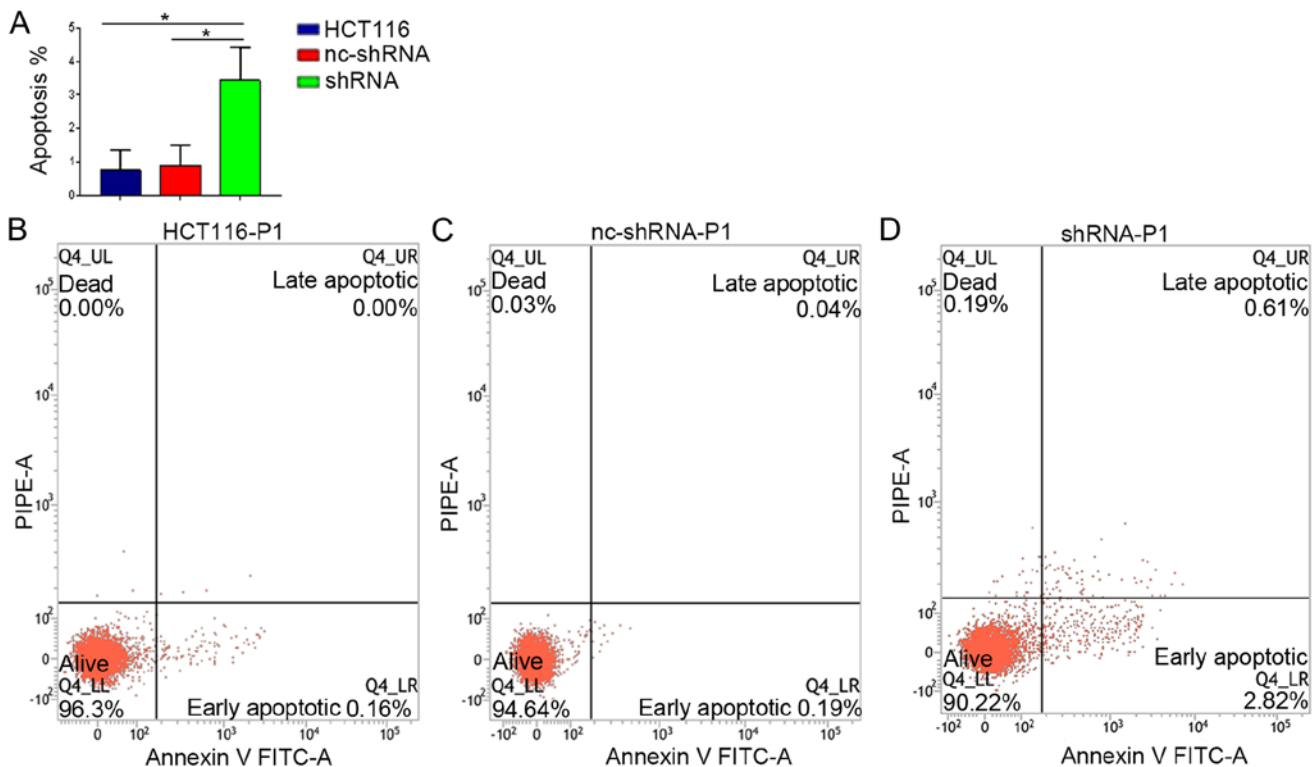 A
*
*
Apoptosis %
5
4
3
2
1
0
HCT116
nc-shRNA
shRNA
B
HCT116-P1
Q4_UL
Q4_UR
Dead
Late apoptotic
0.00%
0.00%
10^5
10^4
10^3
10^2
0
-10^2
PIPE-A
Alive
Q4_LL
96.3%
Q4_LR
Early apoptotic 0.16%
0
10^2
10^3
10^4
10^5
Annexin V FITC-A
C
nc-shRNA-P1
Q4_UL
Q4_UR
Dead
Late apoptotic
0.03%
0.04%
10^5
10^4
10^3
10^2
0
-10^2
PIPE-A
Alive
Q4_LL
94.64%
Q4_LR
Early apoptotic 0.19%
-10^2
0
10^2
10^3
10^4
10^5
Annexin V FITC-A
D
shRNA-P1
Q4_UL
Q4_UR
Dead
Late apoptotic
0.19%
0.61%
10^5
10^4
10^3
10^2
0
-10^2
PIPE-A
Alive
Q4_LL
90.22%
Early apoptotic
Q4_LR
2.82%
-10^2
0
10^2
10^3
10^4
10^5
Annexin V FITC-A